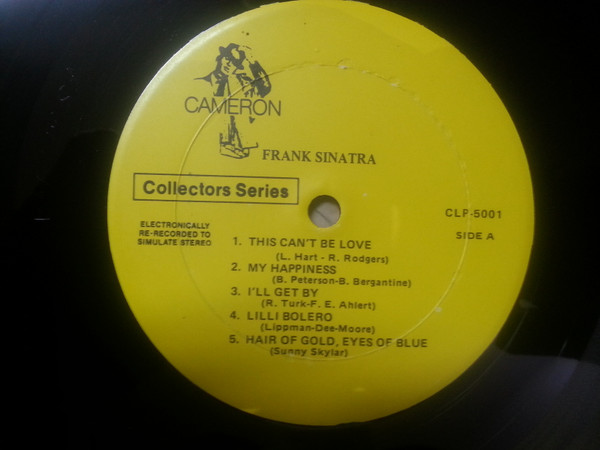 CAMERON
FRANK SINATRA
Collectors Series
ELECTRONICALLY
RE-RECORDED TO
SIMULATE STEREO
CLP-5001
SIDE A
1. THIS CAN'T BE LOVE
(L. Hart - R. Rodgers)
2. MY HAPPINESS
(B. Peterson-B. Bergantine)
3. I'LL GET BY
(R. Turk-F. E. Ahlert)
4. LILLI BOLERO
(Lippman-Dee-Moore)
5. HAIR OF GOLD, EYES OF BLUE
(Sunny Skylar)